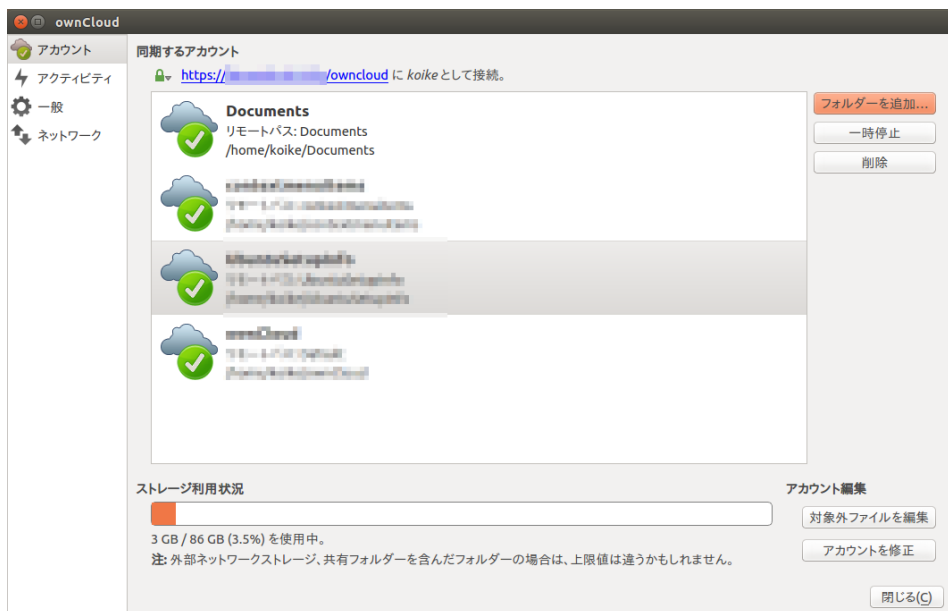 ownCloud
アカウント
アクティビティ
一般
ネットワーク
同期するアカウント
https:// /owncloud に koikeとして接続。
Documents
リモートパス: Documents
/home/koike/Documents
フォルダーを追加...
一時停止
削除
ストレージ利用状況
3 GB / 86 GB (3.5%) を使用中。
注: 外部ネットワークストレージ、共有フォルダーを含んだフォルダーの場合は、上限値は違うかもしれません。
アカウント編集
対象外ファイルを編集
アカウントを修正
閉じる(C)